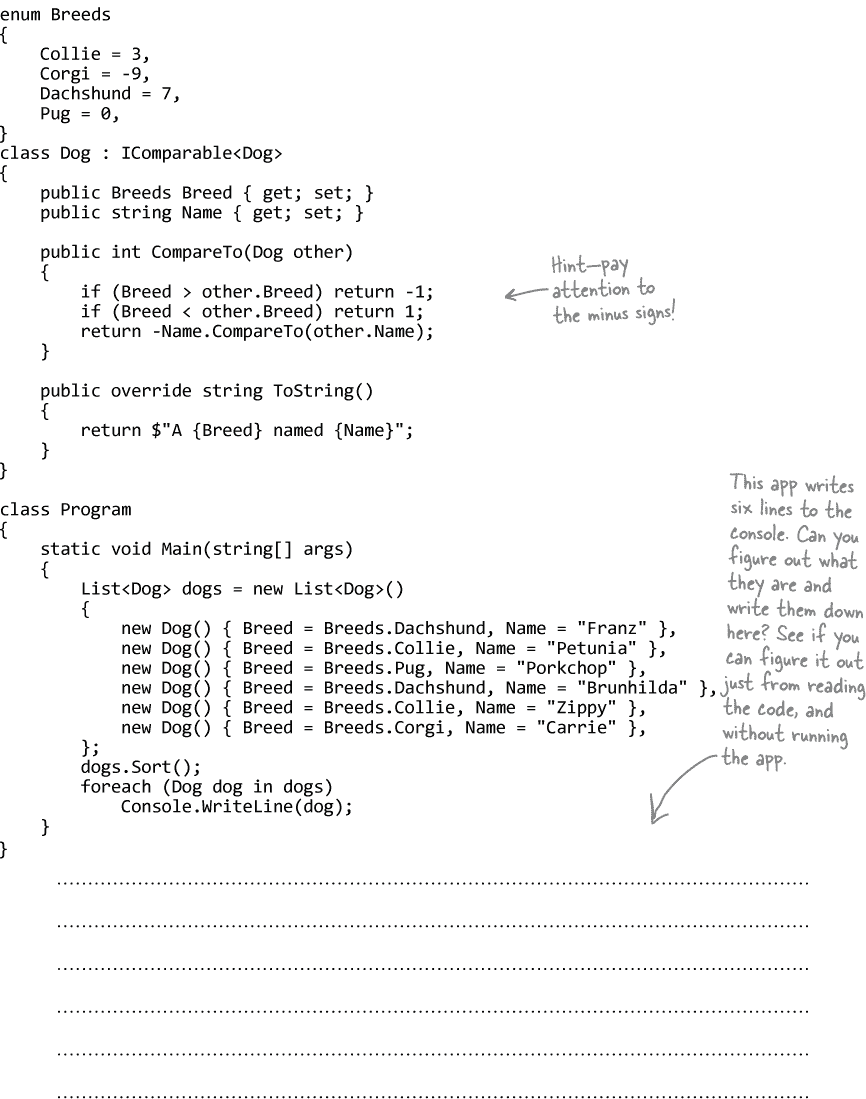 enum Breeds
{
    Collie = 3,
    Corgi = -9,
    Dachshund = 7,
    Pug = 0,
}
class Dog : IComparable<Dog>
{
    public Breeds Breed { get; set; }
    public string Name { get; set; }

    public int CompareTo(Dog other)
    {
        if (Breed > other.Breed) return -1;
        if (Breed < other.Breed) return 1;
        return -Name.CompareTo(other.Name);
    }
Hint—pay
attention to
the minus signs!

    public override string ToString()
    {
        return $"A {Breed} named {Name}";
    }
}

class Program
{
    static void Main(string[] args)
    {
        List<Dog> dogs = new List<Dog>()
        {
            new Dog() { Breed = Breeds.Dachshund, Name = "Franz" },
            new Dog() { Breed = Breeds.Collie, Name = "Petunia" },
            new Dog() { Breed = Breeds.Pug, Name = "Porkchop" },
            new Dog() { Breed = Breeds.Dachshund, Name = "Brunhilda" },
            new Dog() { Breed = Breeds.Collie, Name = "Zippy" },
            new Dog() { Breed = Breeds.Corgi, Name = "Carrie" },
        };
        dogs.Sort();
        foreach (Dog dog in dogs)
            Console.WriteLine(dog);
    }
}
This app writes
six lines to the
console. Can you
figure out what
they are and
write them down
here? See if you
can figure it out
just from reading
the code, and
without running
the app.